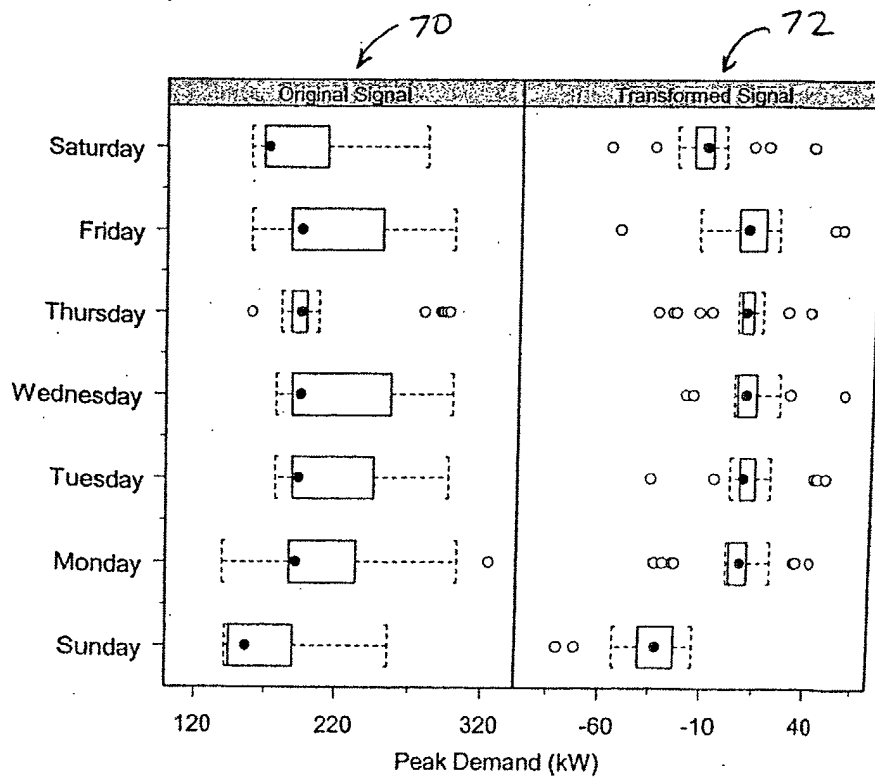 70 72
Original Signal Transformed Signal
Saturday
Friday
Thursday
Wednesday
Tuesday
Monday
Sunday
120 220 320 -60 -10 40
Peak Demand (kW)